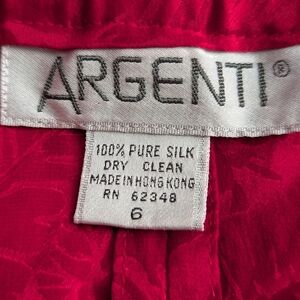 ARGENTI®
100% PURE SILK
DRY CLEAN
MADE IN HONG KONG
RN 62348
6